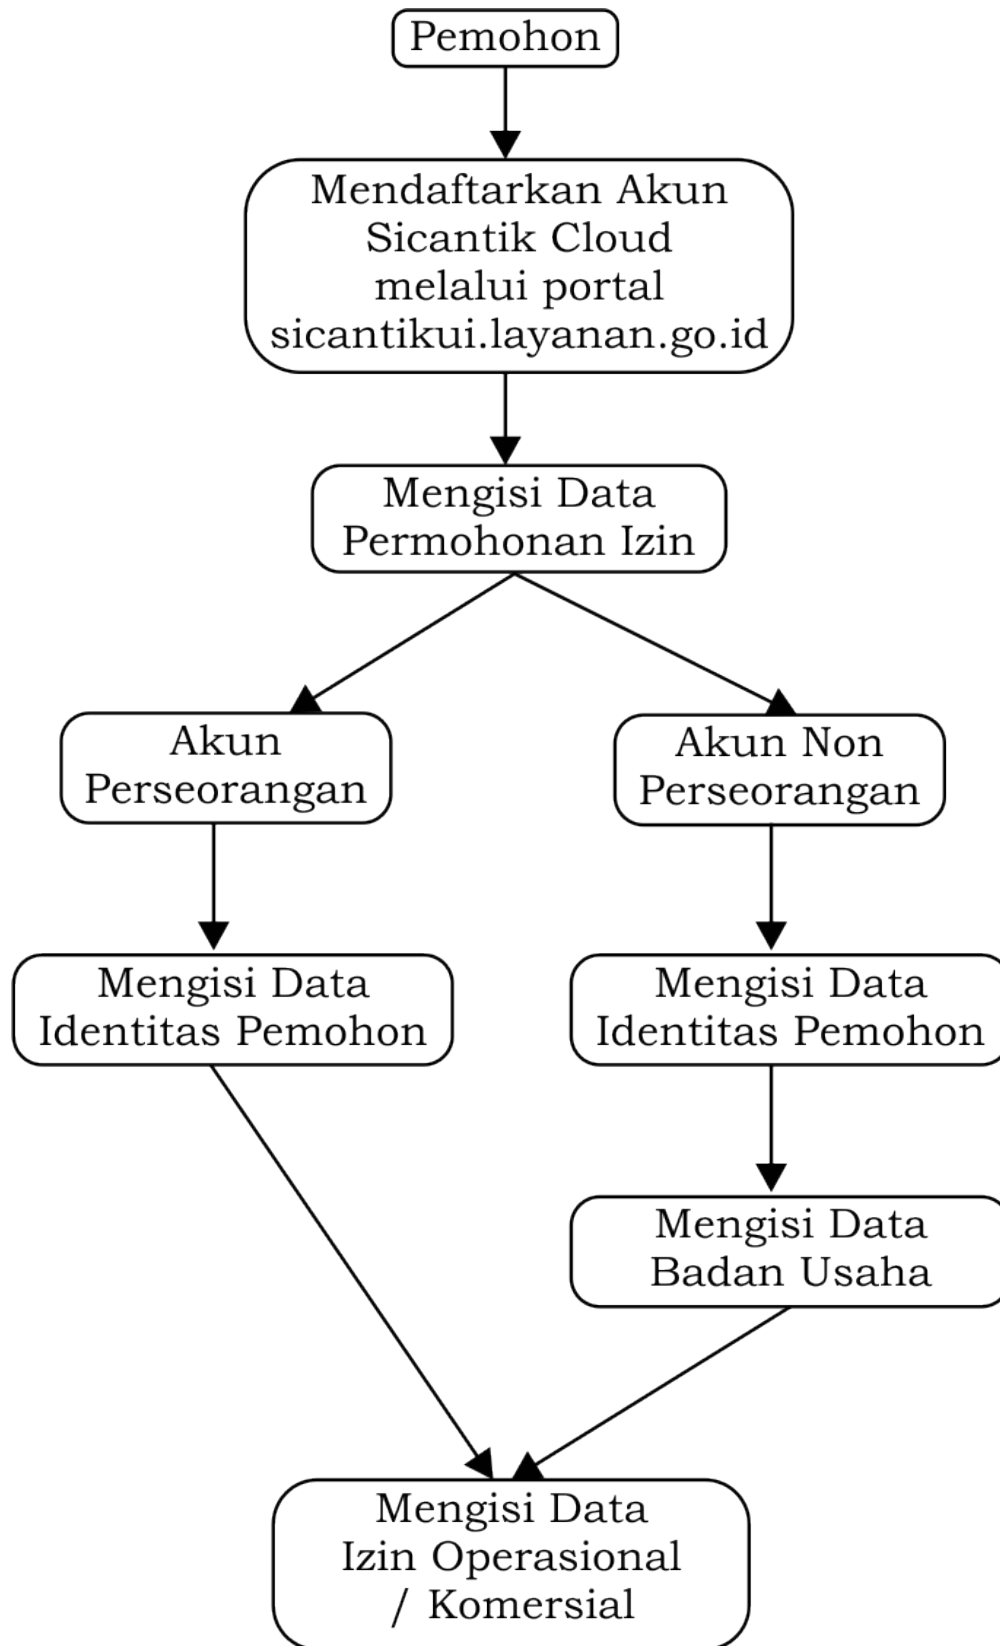 Pemohon
Mendaftarkan Akun
Sicantik Cloud
melalui portal
sicantikui.layanan.go.id
Mengisi Data
Permohonan Izin
Akun
Perseorangan
Akun Non
Perseorangan
Mengisi Data
Identitas Pemohon
Mengisi Data
Identitas Pemohon
Mengisi Data
Badan Usaha
Mengisi Data
Izin Operasional
/ Komersial